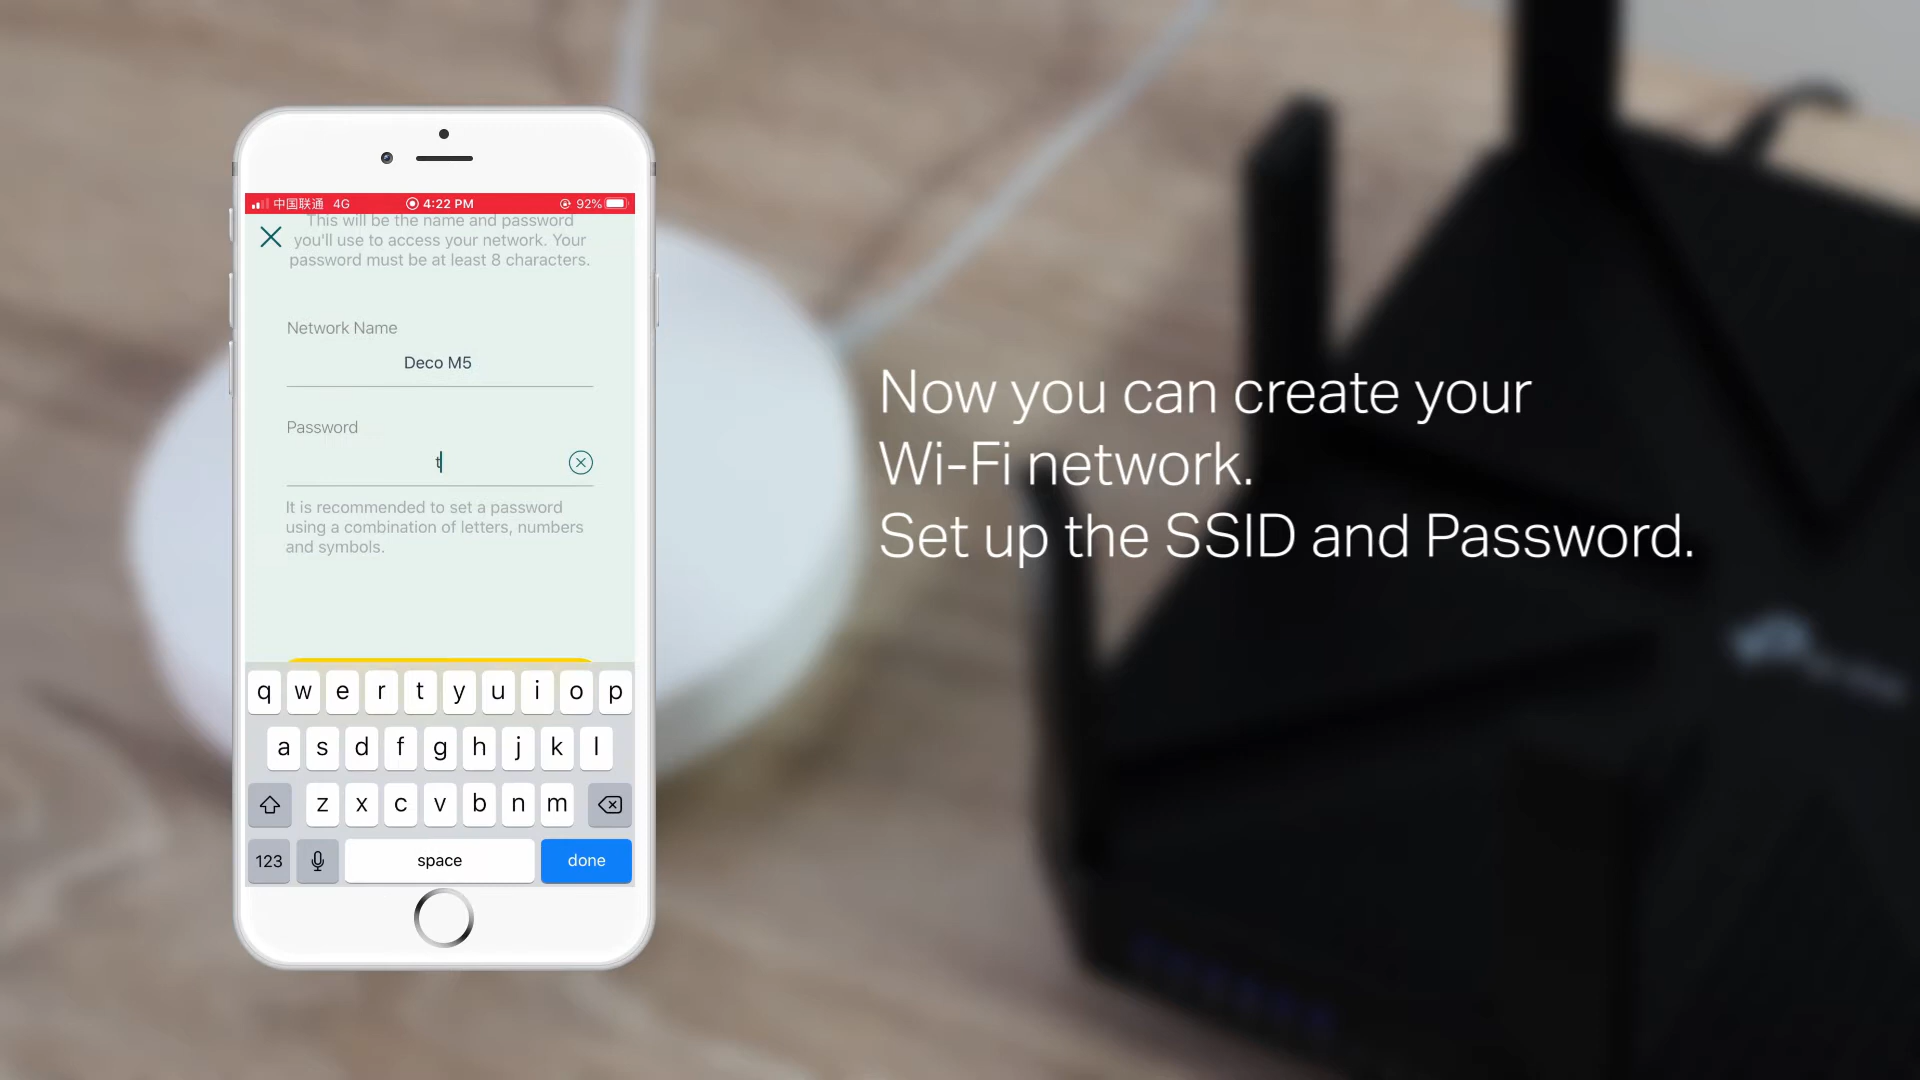 中国联通 4G 4:22 PM 92%
This will be the name and password
you'll use to access your network. Your
password must be at least 8 characters.
Network Name
Deco M5
Password
t
It is recommended to set a password
using a combination of letters, numbers
and symbols.
q w e r t y u i o p
a s d f g h j k l
z x c v b n m
123 space done
Now you can create your
Wi-Fi network.
Set up the SSID and Password.